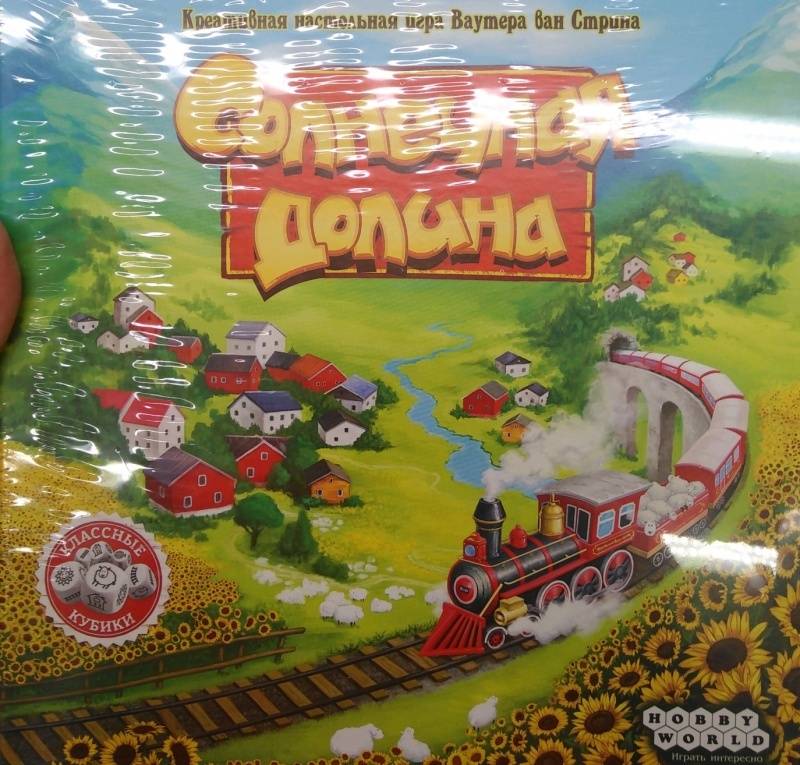 Креативная настольная игра Ваутера ван Стрина
Солнечная
Долина
КЛАССНЫЕ
КУБИКИ
HOBBY
WORLD
Играть интересно